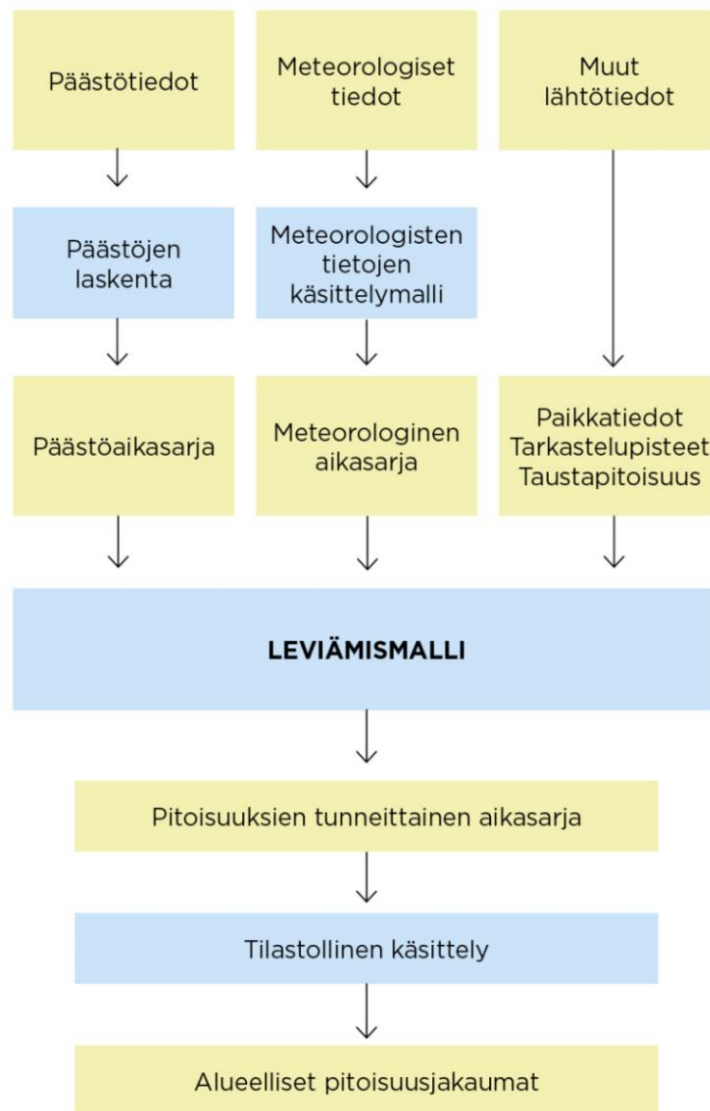 Päästötiedot
Meteorologiset
tiedot
Muut
lähtötiedot
Päästöjen
laskenta
Meteorologisten
tietojen
käsittelymalli
Päästöaikasarja
Meteorologinen
aikasarja
Paikkatiedot
Tarkastelupisteet
Taustapitoisuus
LEVIÄMISMALLI
Pitoisuuksien tunneittainen aikasarja
Tilastollinen käsittely
Alueelliset pitoisuusjakaumat